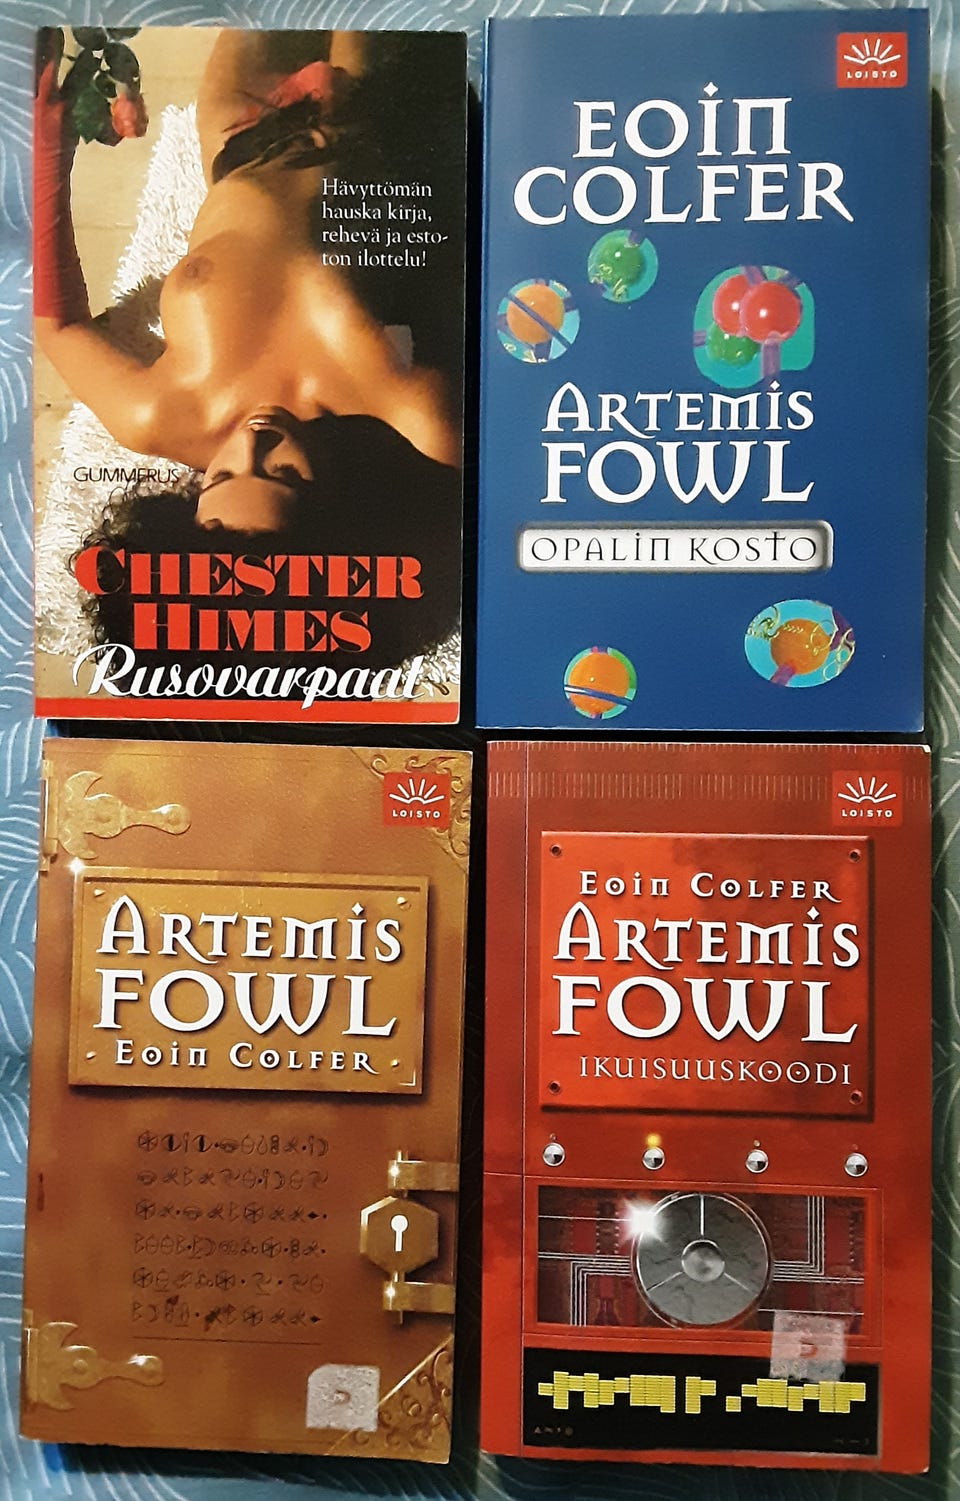 Hävyttömän
hauska kirja,
rehevä ja esto-
ton ilottelu!
GUMMERUS
CHESTER
HIMES
Rusovarpaat
LOISTO
EOIN
COLFER
ARTEMIS
FOWL
OPALIN KOSTO
LOISTO
ARTEMIS
FOWL
EOIN COLFER
LOISTO
EOIN COLFER
ARTEMIS
FOWL
IKUISUUSKOODI